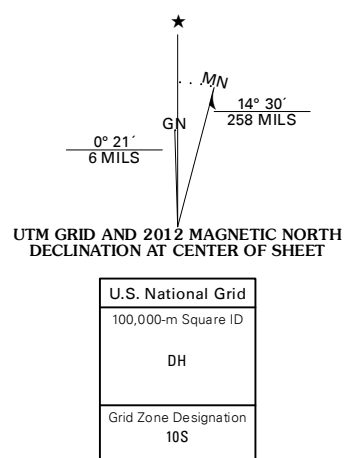 ★
. . . MN
GN
14° 30´
258 MILS
0° 21´
6 MILS
UTM GRID AND 2012 MAGNETIC NORTH
DECLINATION AT CENTER OF SHEET
U.S. National Grid
100,000-m Square ID
DH
Grid Zone Designation
10S